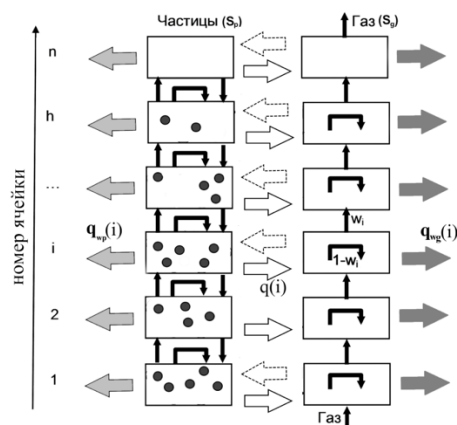 Частицы (Sp)
Газ (Sg)
n
h
...
wi
qwp(i)
qwg(i)
i
1-wi
q(i)
2
1
Газ
номер ячейки